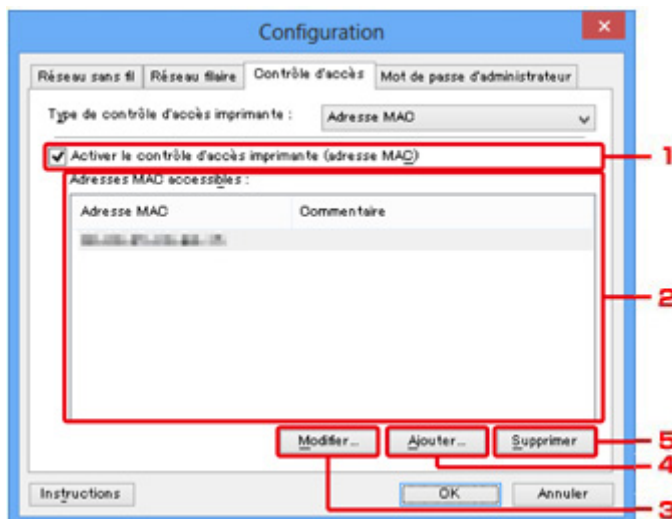 Configuration
Réseau sans fil Réseau filaire Contrôle d'accès Mot de passe d'administrateur
Type de contrôle d'accès imprimante : Adresse MAC
Activer le contrôle d'accès imprimante (adresse MAC) 1
Adresses MAC accessibles :
Adresse MAC Commentaire
2
Modifier... Ajouter... Supprimer 5
4
Instructions OK Annuler
3